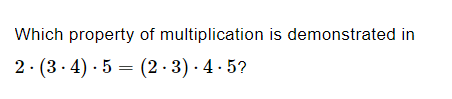 Which property of multiplication is demonstrated in
2 · (3 · 4) · 5 = (2 · 3) · 4 · 5?